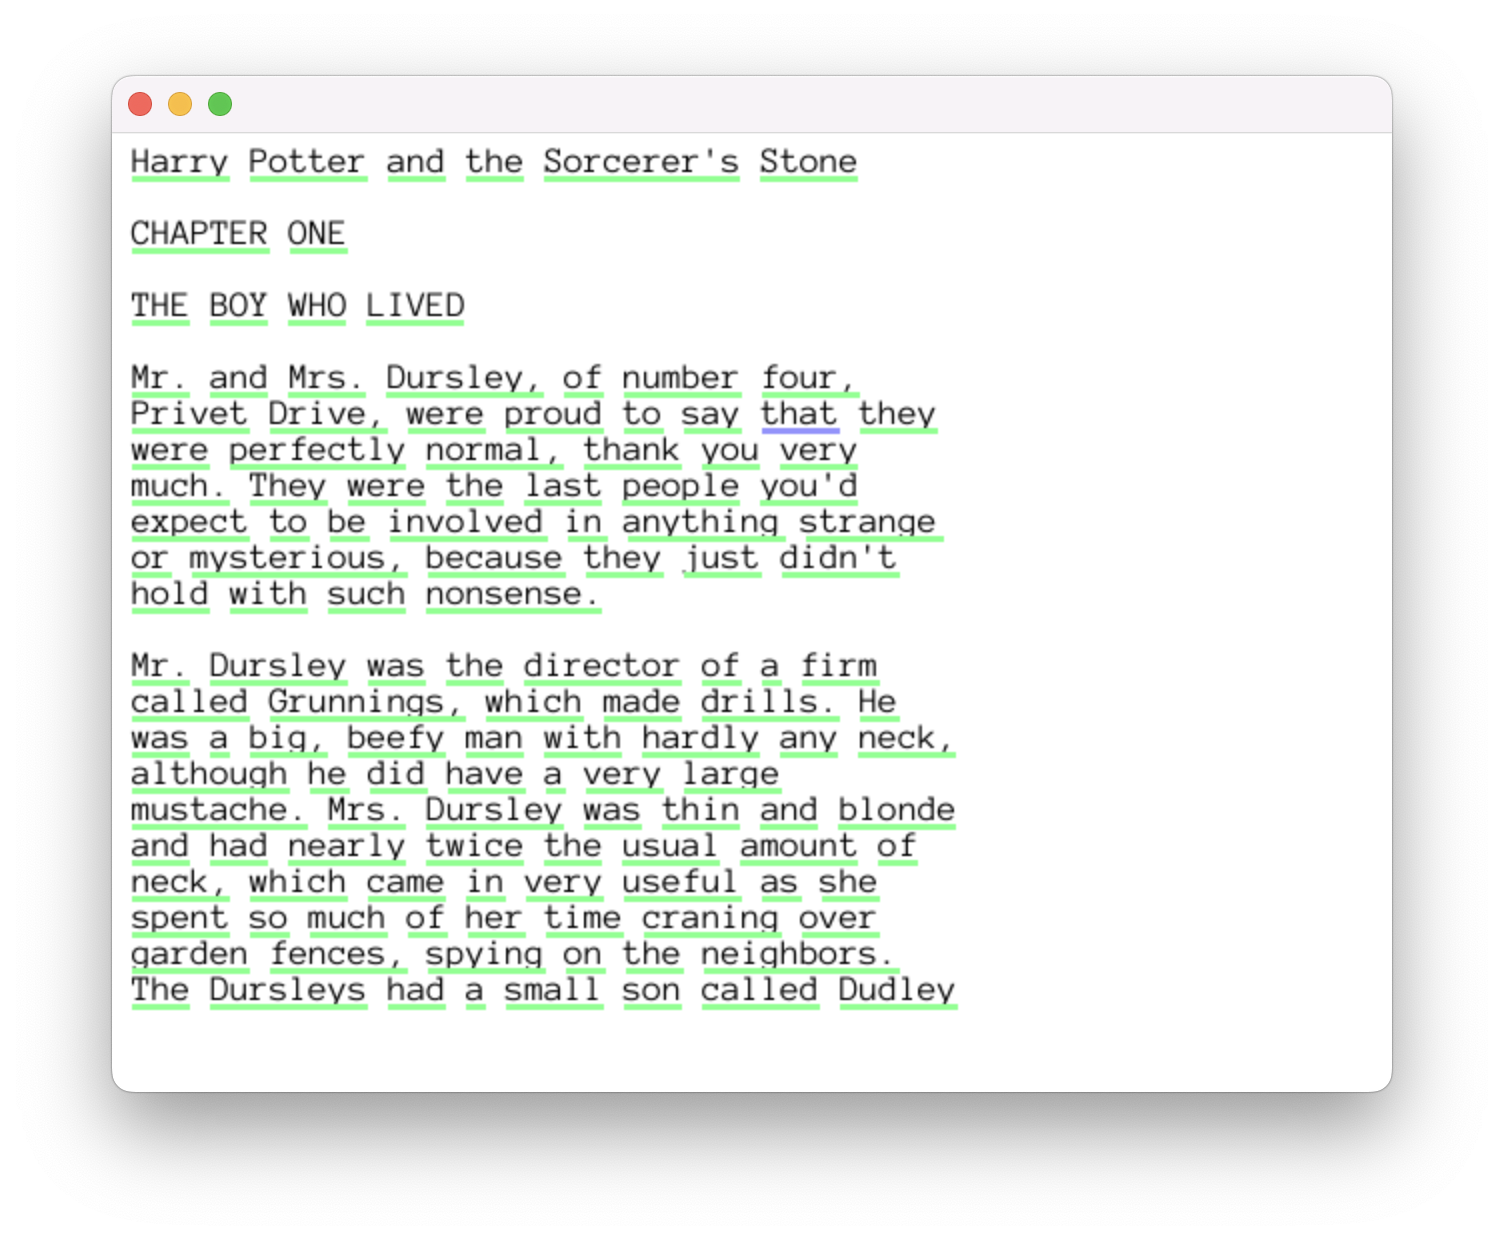 Harry Potter and the Sorcerer's Stone
CHAPTER ONE
THE BOY WHO LIVED
Mr. and Mrs. Dursley, of number four,
Privet Drive, were proud to say that they
were perfectly normal, thank you very
much. They were the last people you'd
expect to be involved in anything strange
or mysterious, because they just didn't
hold with such nonsense.
Mr. Dursley was the director of a firm
called Grunnings, which made drills. He
was a big, beefy man with hardly any neck,
although he did have a very large
mustache. Mrs. Dursley was thin and blonde
and had nearly twice the usual amount of
neck, which came in very useful as she
spent so much of her time craning over
garden fences, spying on the neighbors.
The Dursleys had a small son called Dudley